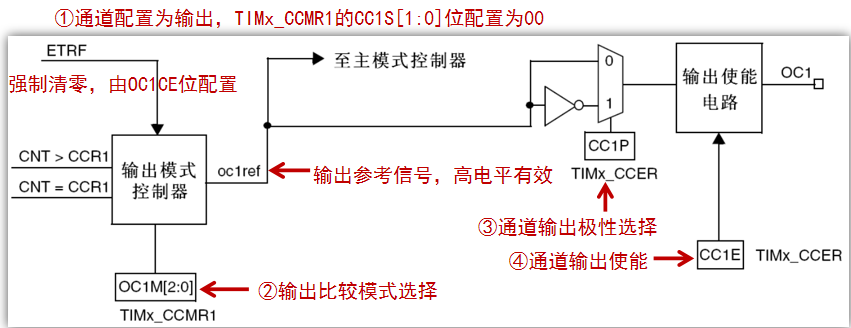 ①通道配置为输出，TIMx_CCMR1的CC1S[1:0]位配置为00
ETRF
强制清零，由OC1CE位配置
至主模式控制器
0
1
输出使能
电路
OC1
CNT > CCR1
CNT = CCR1
输出模式
控制器
oc1ref
输出参考信号，高电平有效
CC1P
TIMx_CCER
③通道输出极性选择
④通道输出使能
CC1E
TIMx_CCER
OC1M[2:0]
②输出比较模式选择
TIMx_CCMR1